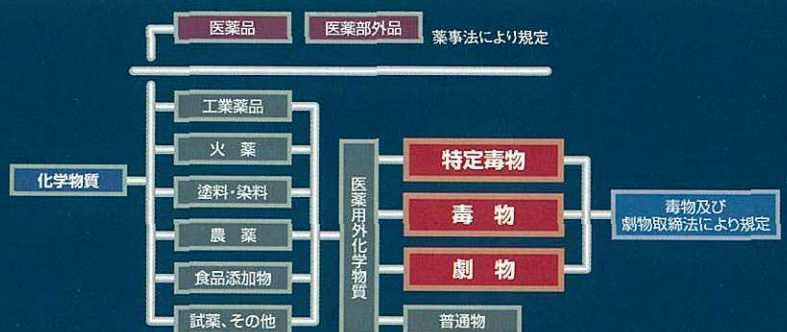 医薬品
医薬部外品
薬事法により規定
工業薬品
火 薬
化学物質
塗料・染料
農 薬
食品添加物
試薬、その他
医薬用外化学物質
特定毒物
毒 物
劇 物
普通物
毒物及び
劇物取締法により規定